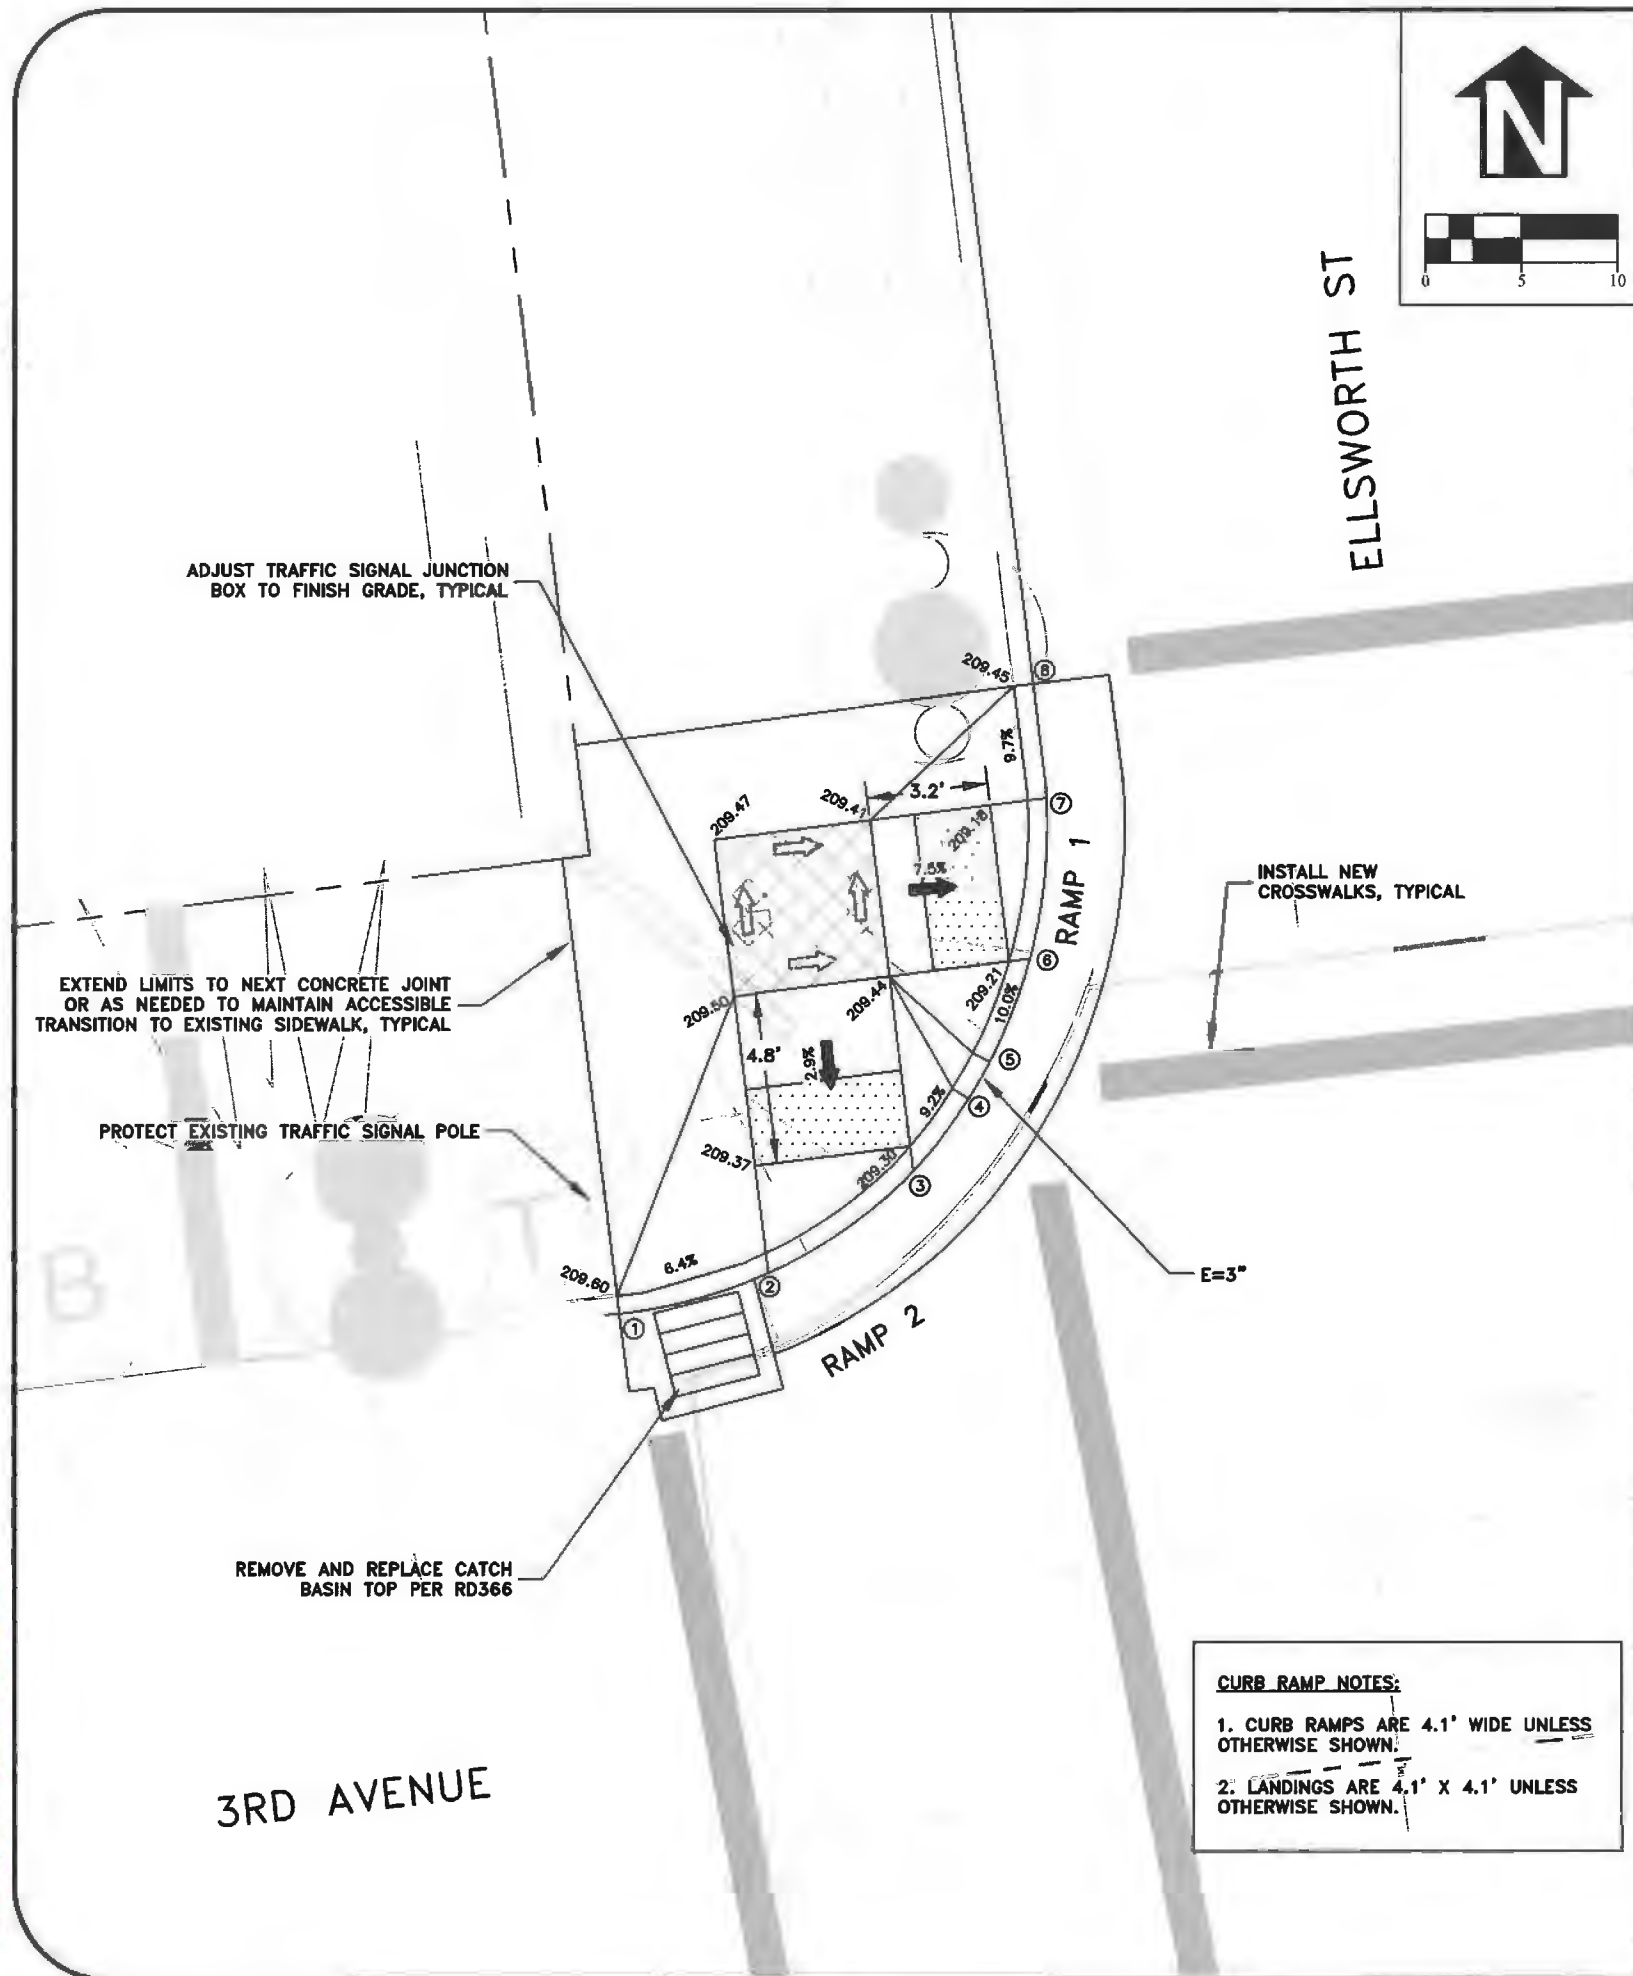 N
0 5 10
ELLSWORTH ST
ADJUST TRAFFIC SIGNAL JUNCTION
BOX TO FINISH GRADE, TYPICAL
209.45
8
9.7%
3.2'
7
209.47
209.41
209.18
7.5%
RAMP 1
INSTALL NEW
CROSSWALKS, TYPICAL
EXTEND LIMITS TO NEXT CONCRETE JOINT
OR AS NEEDED TO MAINTAIN ACCESSIBLE
TRANSITION TO EXISTING SIDEWALK, TYPICAL
6
209.50
209.44
209.21
10.0%
4.8'
2.9%
5
9.2%
4
PROTECT EXISTING TRAFFIC SIGNAL POLE
209.37
209.30
3
T
B
209.60
6.4%
2
1
E=3"
RAMP 2
REMOVE AND REPLACE CATCH
BASIN TOP PER RD366
3RD AVENUE
CURB RAMP NOTES:
1. CURB RAMPS ARE 4.1' WIDE UNLESS
OTHERWISE SHOWN.
2. LANDINGS ARE 4.1' X 4.1' UNLESS
OTHERWISE SHOWN.